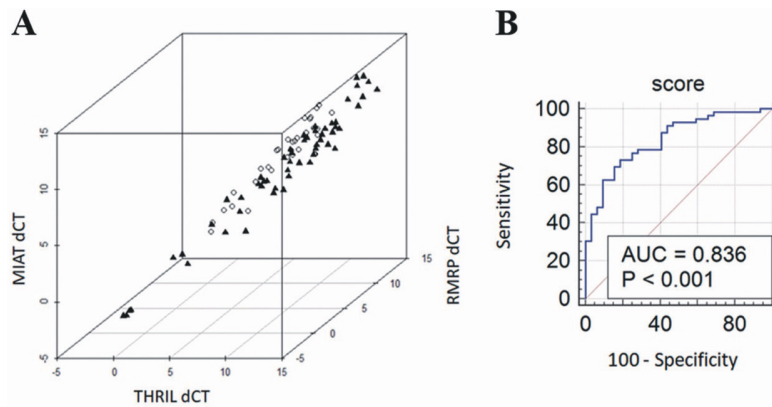 A
MIAT dCT
15
10
5
0
-5
-5
0
5
10
15
THRIL dCT
-5
0
5
10
15
RMRP dCT
B
score
Sensitivity
100
80
60
40
20
0
0
40
80
100 - Specificity
AUC = 0.836
P < 0.001